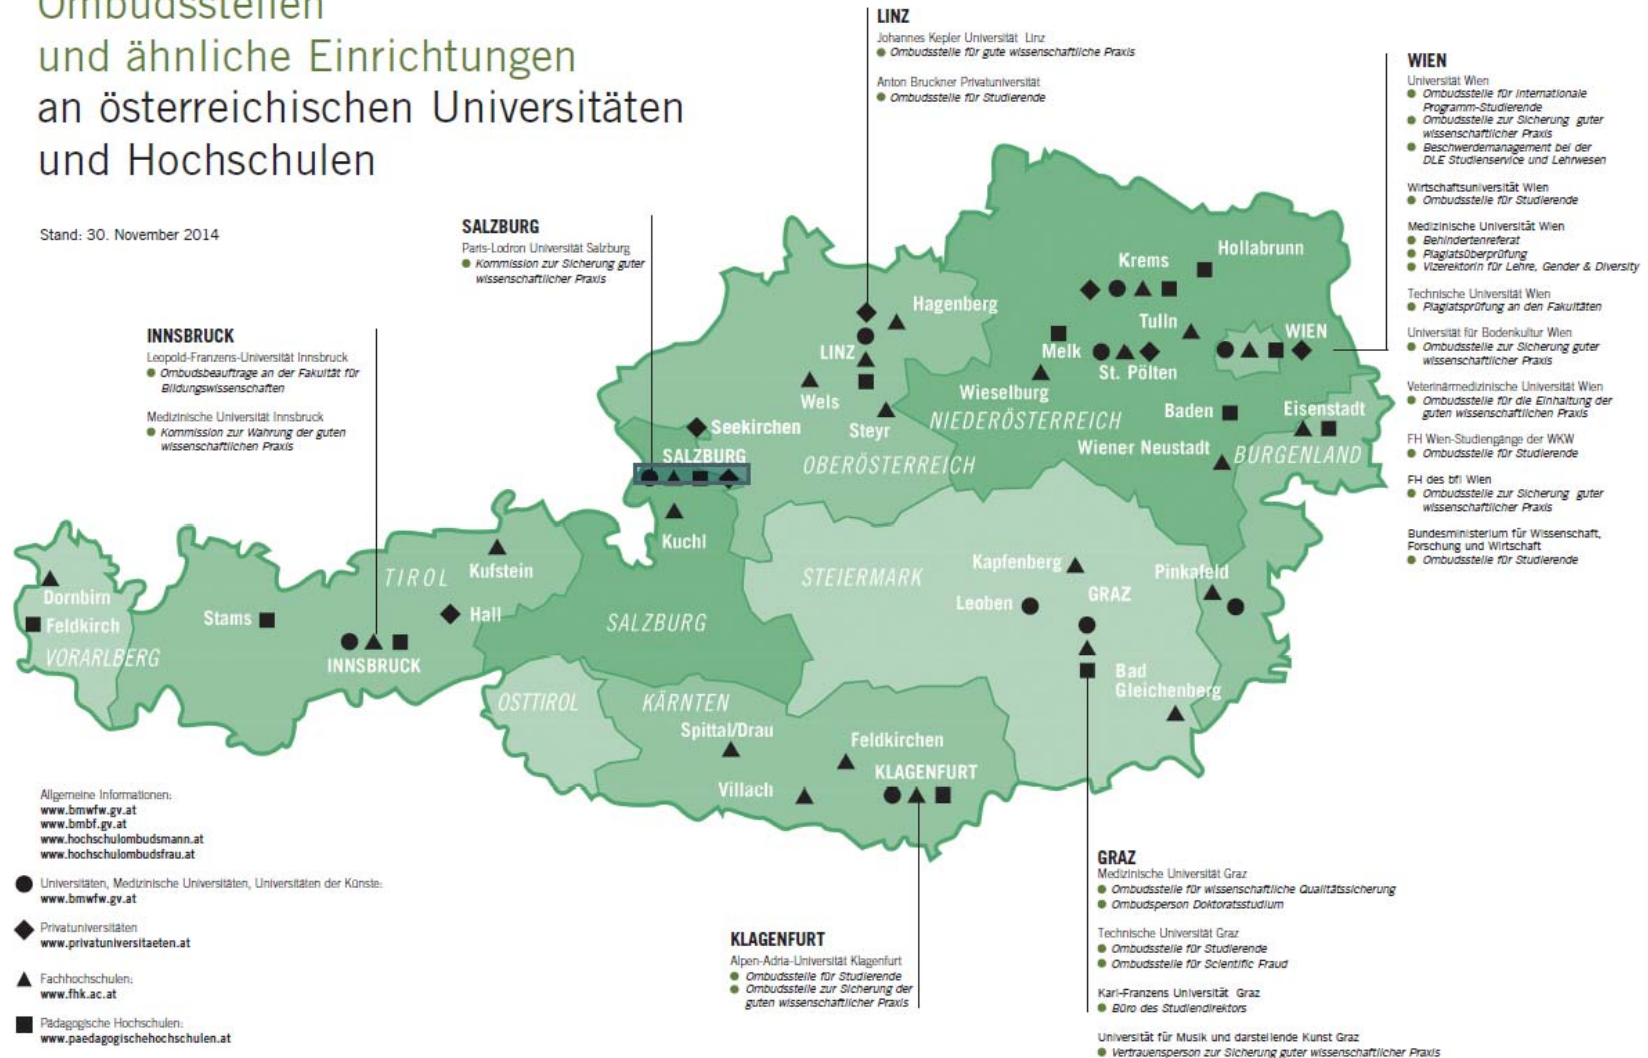 Ombudsstellen
und ähnliche Einrichtungen
an österreichischen Universitäten
und Hochschulen
Stand: 30. November 2014
INNSBRUCK
Leopold-Franzens-Universität Innsbruck
Ombudsbeauftrage an der Fakultät für
Bildungswissenschaften
Medizinische Universität Innsbruck
Kommission zur Wahrung der guten
wissenschaftlichen Praxis
SALZBURG
Paris-Lodron Universität Salzburg
Kommission zur Sicherung guter
wissenschaftlicher Praxis
LINZ
Johannes Kepler Universität Linz
Ombudsstelle für gute wissenschaftliche Praxis
Anton Bruckner Privatuniversität
Ombudsstelle für Studierende
WIEN
Universität Wien
Ombudsstelle für internationale
Programm-Studierende
Ombudsstelle zur Sicherung guter
wissenschaftlicher Praxis
Beschwerdemanagement bei der
DLE Studienservice und Lehrwesen
Wirtschaftsuniversität Wien
Ombudsstelle für Studierende
Medizinische Universität Wien
Behindertenreferat
Plagiatsüberprüfung
Vizerektorin für Lehre, Gender & Diversity
Technische Universität Wien
Plagiatsprüfung an den Fakultäten
Universität für Bodenkultur Wien
Ombudsstelle zur Sicherung guter
wissenschaftlicher Praxis
Veterinärmedizinische Universität Wien
Ombudsstelle für die Einhaltung der
guten wissenschaftlichen Praxis
FH Wien-Studiengänge der WKW
Ombudsstelle für Studierende
FH des bfi Wien
Ombudsstelle zur Sicherung guter
wissenschaftlicher Praxis
Bundesministerium für Wissenschaft,
Forschung und Wirtschaft
Ombudsstelle für Studierende
Hollabrunn
Krems
Hagenberg
Tulln
WIEN
LINZ
Melk
St. Pölten
Wieselburg
Wels
NIEDERÖSTERREICH
Baden
Eisenstadt
Seekirchen
Steyr
Wiener Neustadt
BURGENLAND
SALZBURG
OBERÖSTERREICH
Kuchl
TIROL
Kufstein
STEIERMARK
Kapfenberg
Pinkafeld
Dornbirn
Leoben
GRAZ
Stams
Hall
Feldkirch
SALZBURG
VORARLBERG
INNSBRUCK
Bad
Gleichenberg
OSTTIROL
KÄRNTEN
Spittal/Drau
Feldkirchen
KLAGENFURT
Villach
Allgemeine Informationen:
www.bmwfw.gv.at
www.bmbf.gv.at
www.hochschulombudsmann.at
www.hochschulombudsfrau.at
Universitäten, Medizinische Universitäten, Universitäten der Künste:
www.bmwfw.gv.at
Privatuniversitäten
www.privatuniversitaeten.at
Fachhochschulen:
www.fhk.ac.at
Pädagogische Hochschulen:
www.paedagogischehochschulen.at
KLAGENFURT
Alpen-Adria-Universität Klagenfurt
Ombudsstelle für Studierende
Ombudsstelle zur Sicherung der
guten wissenschaftlicher Praxis
GRAZ
Medizinische Universität Graz
Ombudsstelle für wissenschaftliche Qualitätssicherung
Ombudsperson Doktoratsstudium
Technische Universität Graz
Ombudsstelle für Studierende
Ombudsstelle für Scientific Fraud
Karl-Franzens Universität Graz
Büro des Studiendirektors
Universität für Musik und darstellende Kunst Graz
Vertrauensperson zur Sicherung guter wissenschaftlicher Praxis